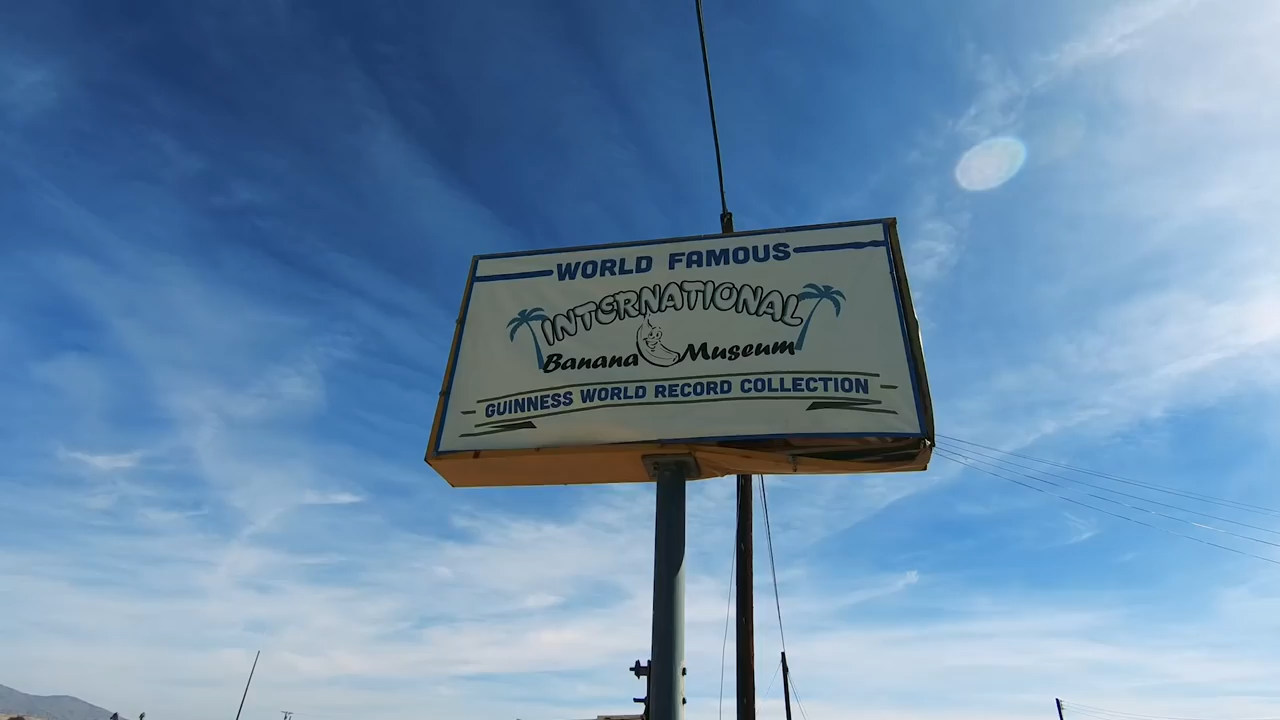 WORLD FAMOUS
INTERNATIONAL
Banana Museum
GUINNESS WORLD RECORD COLLECTION